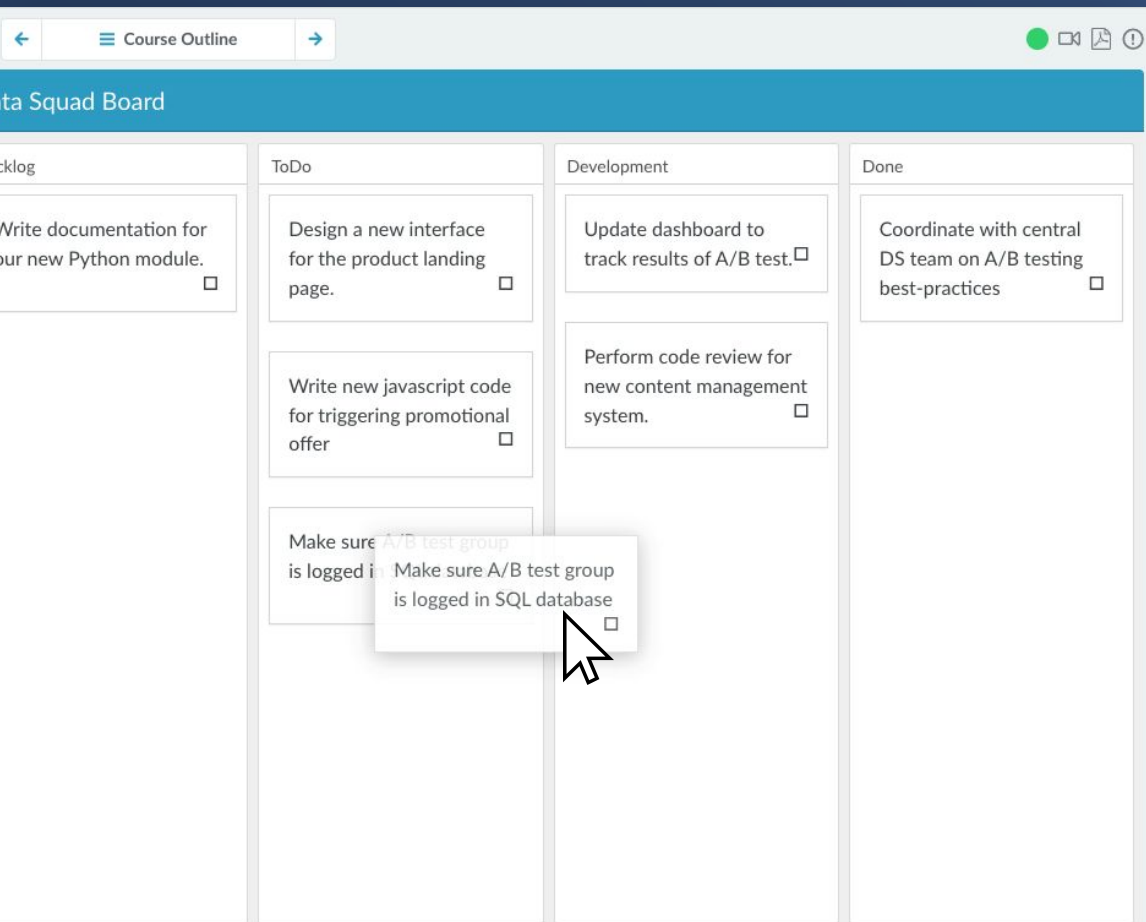 Course Outline
ta Squad Board
cklog
Write documentation for
our new Python module.
ToDo
Design a new interface
for the product landing
page.
Write new javascript code
for triggering promotional
offer
Make sure A/B test group
is logged i
Make sure A/B test group
is logged in SQL database
Development
Update dashboard to
track results of A/B test.
Perform code review for
new content management
system.
Done
Coordinate with central
DS team on A/B testing
best-practices